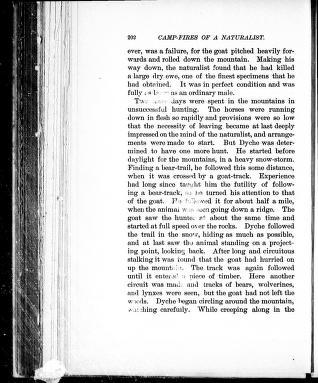 202 CAMP-FIRES OF A NATURALIST.
over, was a failure, for the goat pitched heavily for-
wards and rolled down the mountain. Making his
way down, the naturalist found that he had killed
a large dry ewe, one of the finest specimens that he
had obtained. It was in perfect condition and was
fully as an ordinary male.
Two days were spent in the mountains in
unsuccessful hunting. The horses were running
down in flesh so rapidly and provisions were so low
that the necessity of leaving became at last deeply
impressed on the mind of the naturalist, and arrange-
ments were made to start. But Dyche was deter-
mined to have one more hunt. He started before
daylight for the mountains, in a heavy snow-storm.
Finding a bear-trail, he followed this some distance,
when it was crossed by a goat-track. Experience
had long since taught him the futility of follow-
ing a bear-track, so he turned his attention to that
of the goat. He followed it for about half a mile,
when the animal was seen going down a ridge. The
goat saw the hunter at about the same time and
started at full speed over the rocks. Dyche followed
the trail in the snow, hiding as much as possible,
and at last saw the animal standing on a project-
ing point, looking back. After long and circuitous
stalking it was found that the goat had hurried on
up the mountain. The track was again followed
until it entered a piece of timber. Here another
circuit was made and tracks of bears, wolverines,
and lynxes were seen, but the goat had not left the
woods. Dyche began circling around the mountain,
watching carefully. While creeping along in the